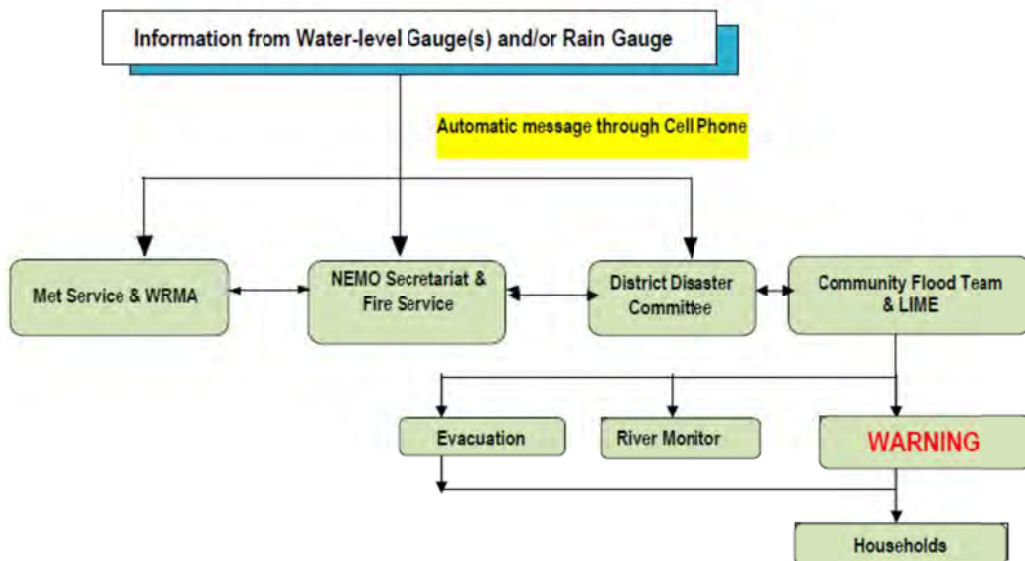 Information from Water-level Gauge(s) and/or Rain Gauge
Automatic message through Cell Phone
Met Service & WRMA
NEMO Secretariat &
Fire Service
District Disaster
Committee
Community Flood Team
& LIME
Evacuation
River Monitor
WARNING
Households